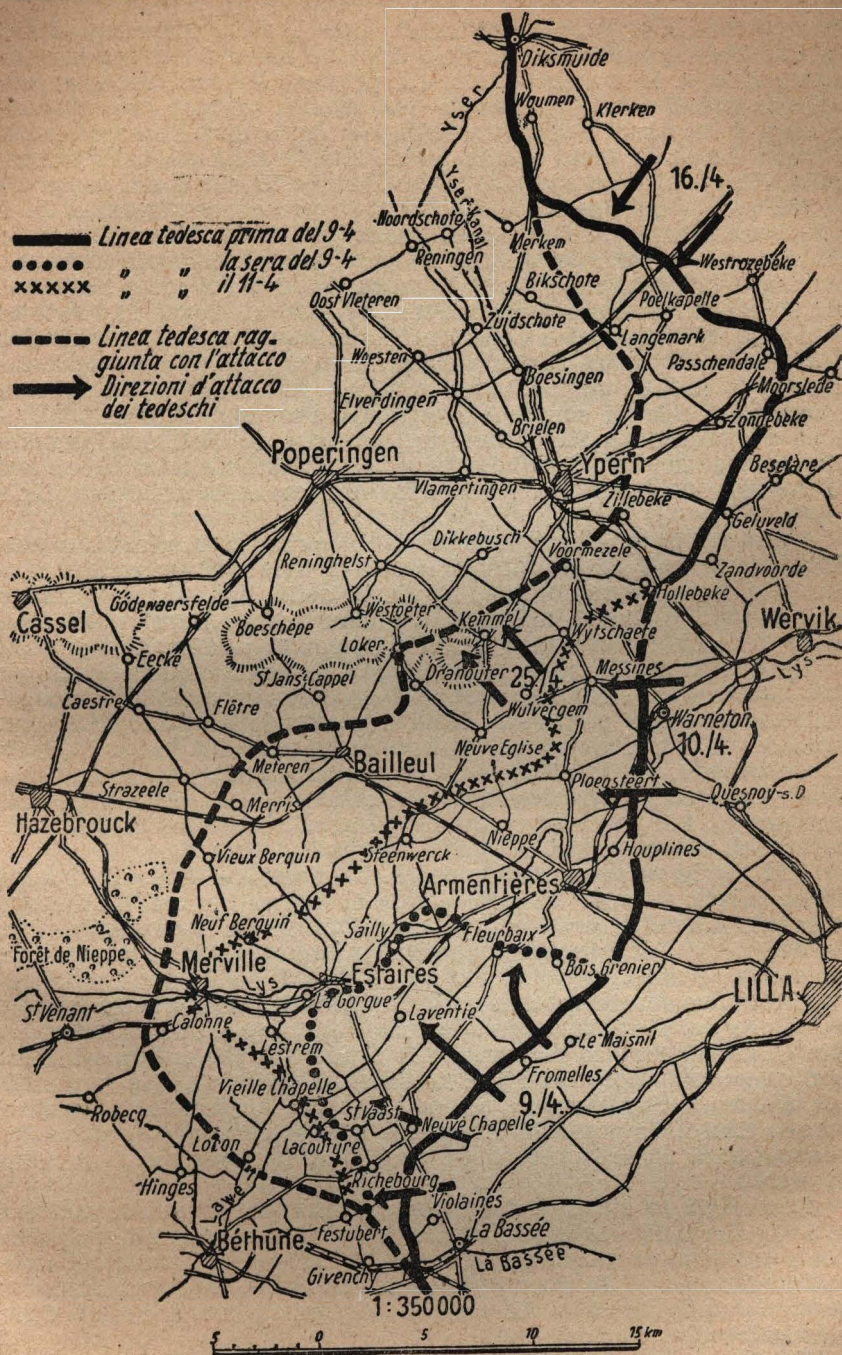 Diksmuide
Woumen
Klerken
Yser
Yser-Kanal
16./4.
Noordschote
Merkem
Reningen
Westrozebeke
Linea tedesca prima del 9-4
„ „ la sera del 9-4
„ „ il 11-4
Linea tedesca rag-
giunta con l'attacco
Direzioni d'attacco
dei tedeschi
Bikschote
Oost Vleteren
Poelkapelle
Zuidschote
Langemark
Woesten
Passchendale
Boesingen
Moorslede
Elverdingen
Zondebeke
Brielen
Poperingen
Ypern
Beselare
Vlamertingen
Zillebeke
Geluveld
Dikkebusch
Voormezele
Reninghelst
Zandvoorde
Hollebeke
Cassel
Godewaersfelde
Boeschepe
Westoeter
Kemmel
Wytschaete
Wervik
Loker
Eecke
St Jans Cappel
Dranouter
25./4.
Messines
Lys
Caestre
Flêtre
Wulvergem
Warneton
10./4.
Neuve Eglise
Meteren
Bailleul
Strazeele
Merris
Ploegsteert
Quesnoy-s.D
Hazebrouck
Nieppe
Vieux Berquin
Steenwerck
Houplines
Armentières
Neuf Berquin
Sailly
Fleurbaix
Forêt de Nieppe
Merville
Lys
Estaires
Bois Grenier
LILLA
La Gorgue
St Venant
Calonne
Laventie
Lestrem
Le Maisnil
Fromelles
Vieille Chapelle
9./4.
Robecq
St Vaast
Neuve Chapelle
Locon
Lacouture
Hinges
Lawe
Richebourg
Violaines
Festubert
La Bassée
Béthune
Givenchy
La Bassée
1:350000
5 0 5 10 15 km